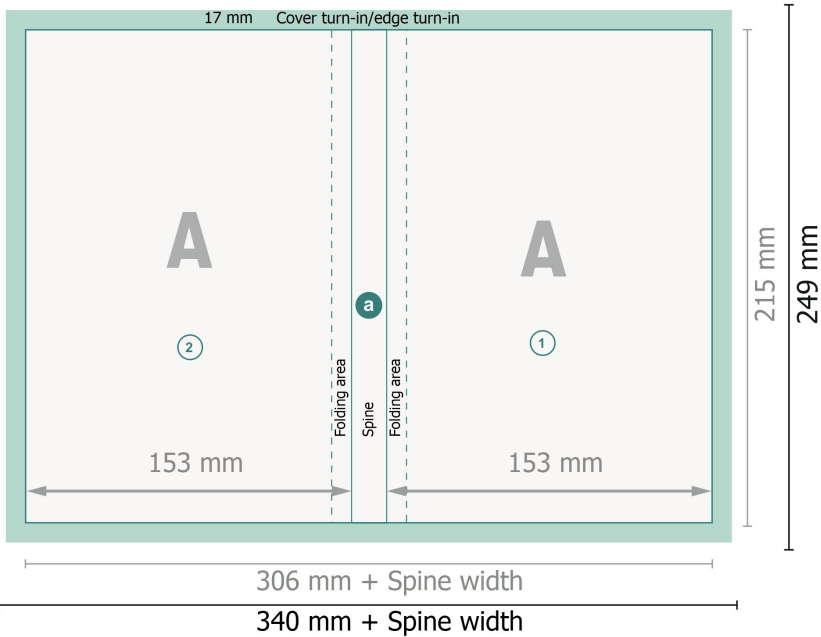 17 mm Cover turn-in/edge turn-in
A
A
a
2
1
Folding area
Spine
Folding area
153 mm
153 mm
215 mm
249 mm
306 mm + Spine width
340 mm + Spine width